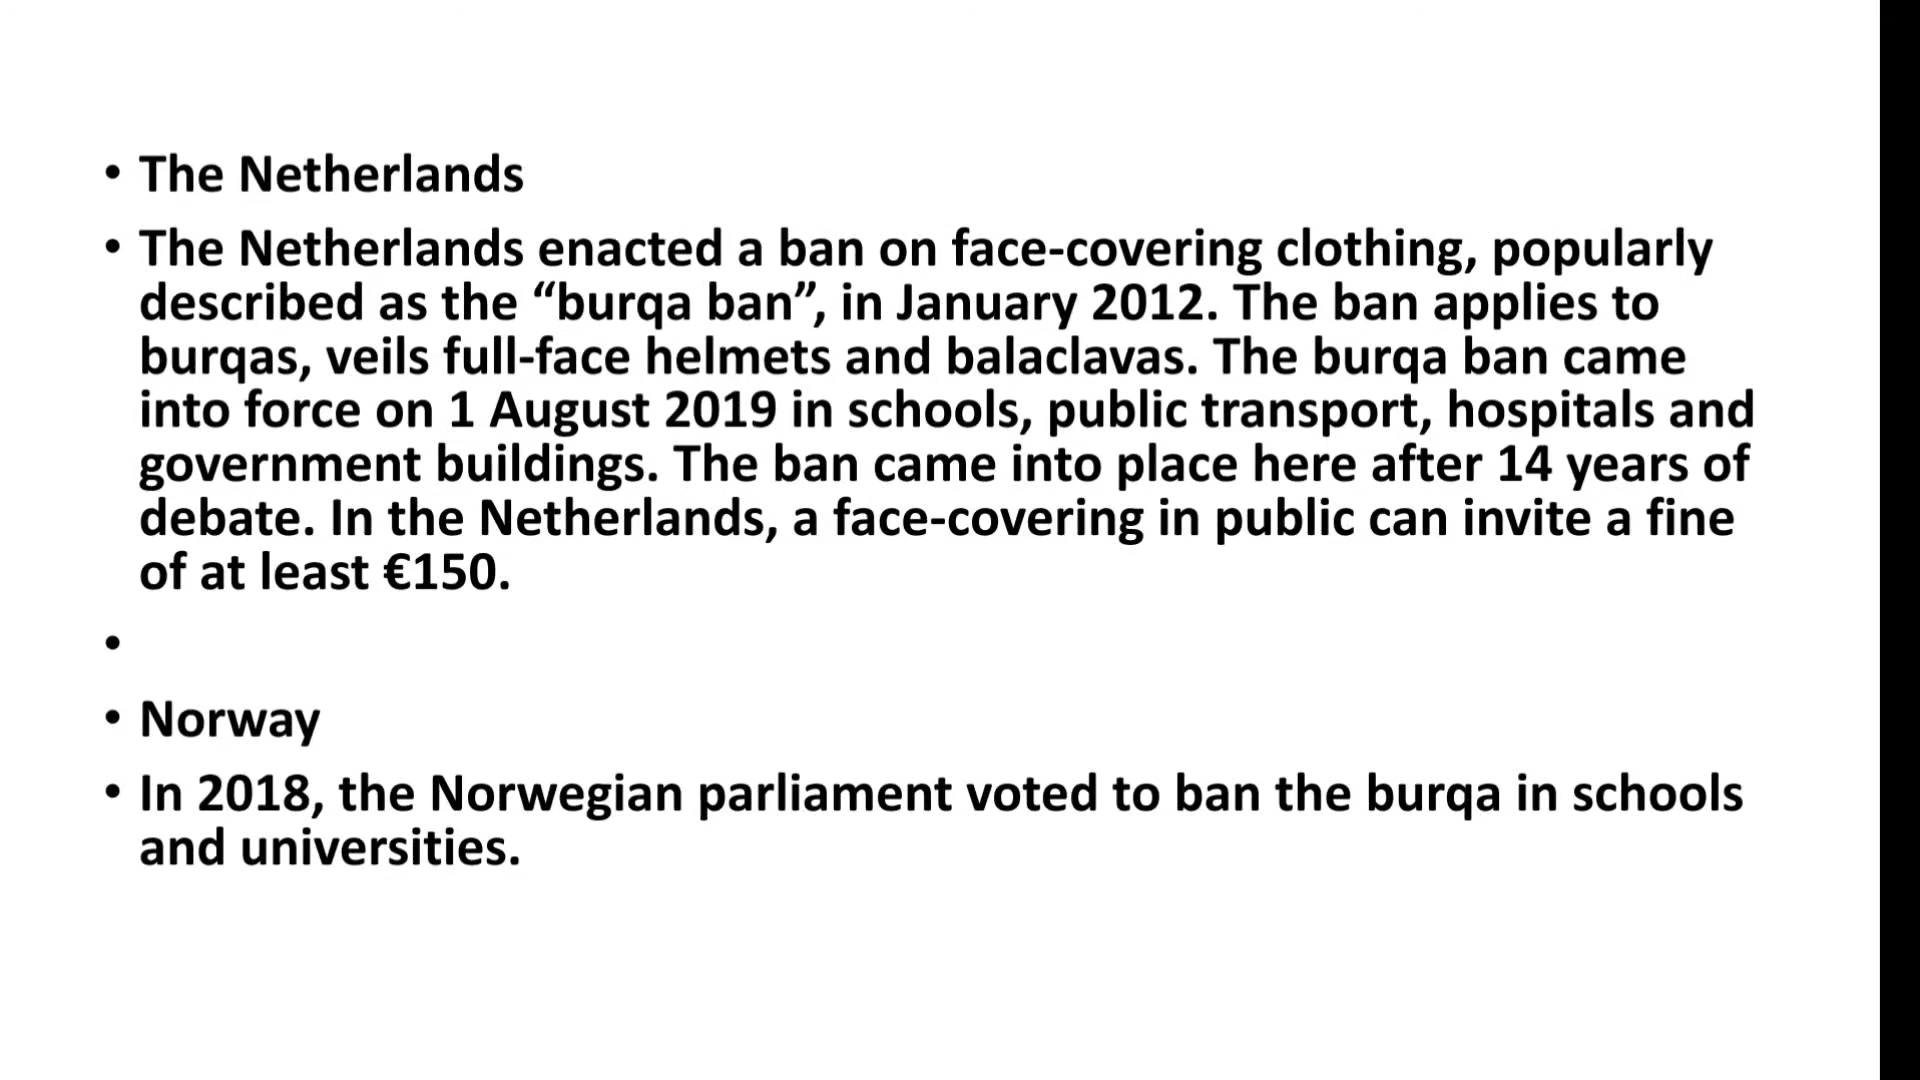 • The Netherlands
• The Netherlands enacted a ban on face-covering clothing, popularly
described as the “burqa ban”, in January 2012. The ban applies to
burqas, veils full-face helmets and balaclavas. The burqa ban came
into force on 1 August 2019 in schools, public transport, hospitals and
government buildings. The ban came into place here after 14 years of
debate. In the Netherlands, a face-covering in public can invite a fine
of at least €150.
•
• Norway
• In 2018, the Norwegian parliament voted to ban the burqa in schools
and universities.